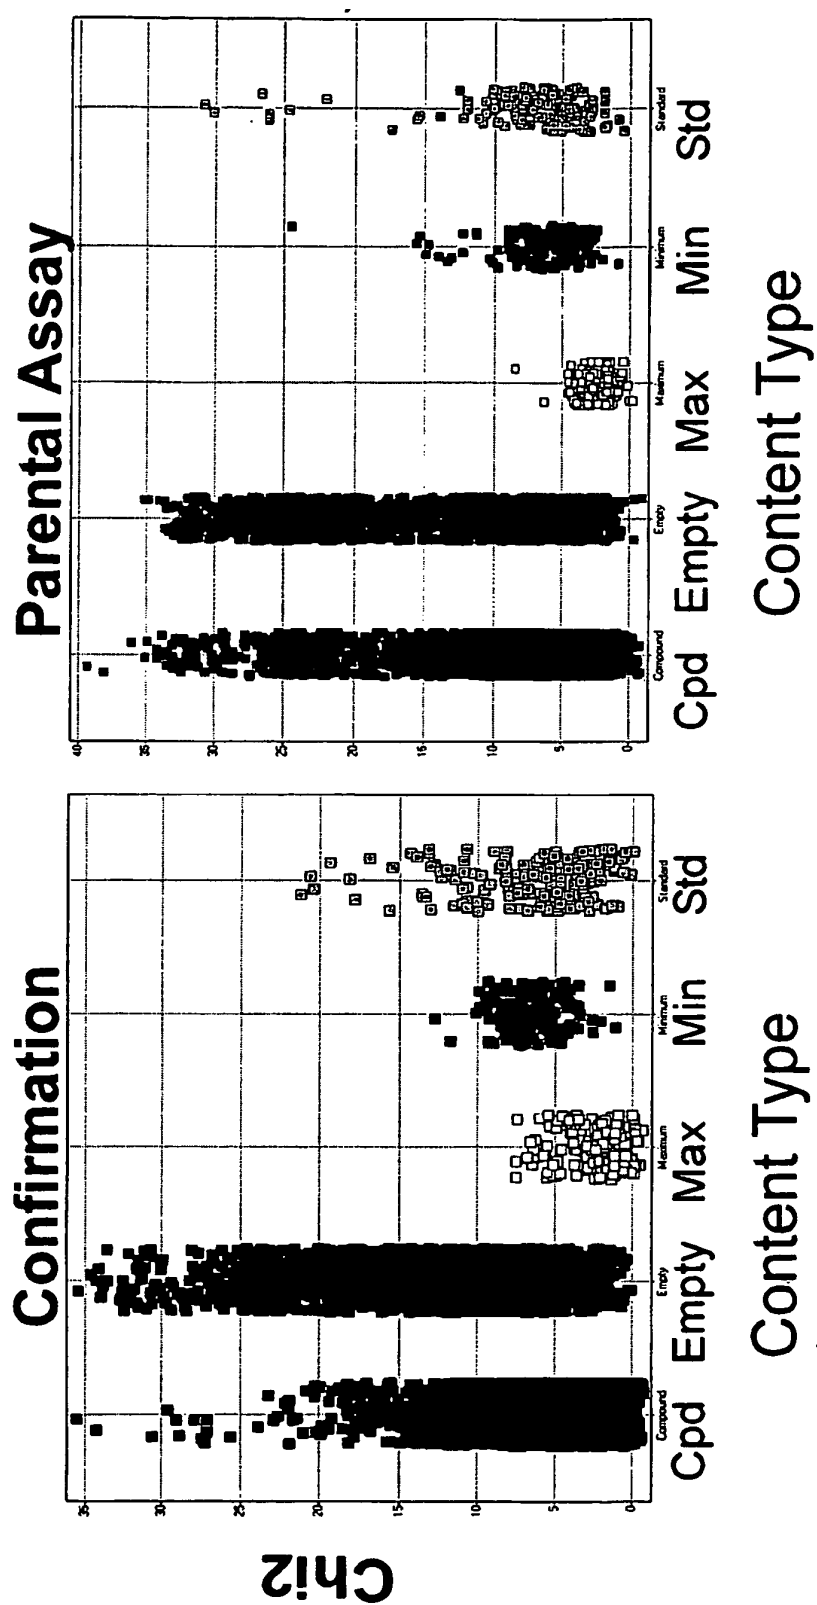 Confirmation
Chi2
35
30
25
20
15
10
5
0
Compound
Empty
Maximum
Minimum
Standard
Cpd
Empty
Max
Min
Std
Content Type
Parental Assay
40
35
30
25
20
15
10
5
0
Compound
Empty
Maximum
Minimum
Standard
Cpd
Empty
Max
Min
Std
Content Type